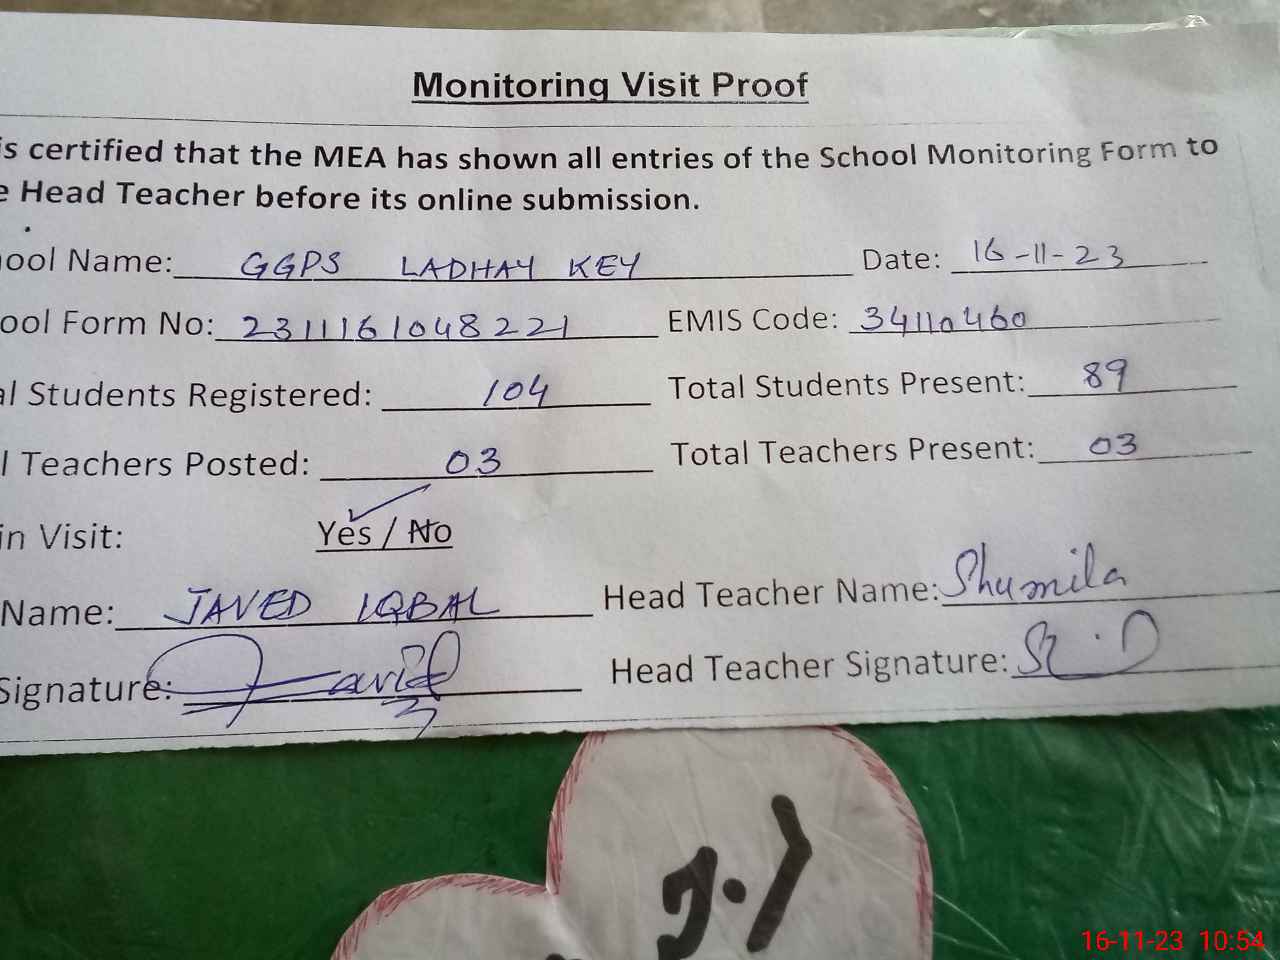 Monitoring Visit Proof
is certified that the MEA has shown all entries of the School Monitoring Form to
e Head Teacher before its online submission.
ool Name: GGPS LADHAY KEY Date: 16-11-23
ool Form No: 2311161048221 EMIS Code: 34110460
al Students Registered: 104 Total Students Present: 89
l Teachers Posted: 03 Total Teachers Present: 03
in Visit: Yes / No
Name: JAVED IQBAL Head Teacher Name: Shumila
Signature: Javid Head Teacher Signature:
16-11-23 10:54